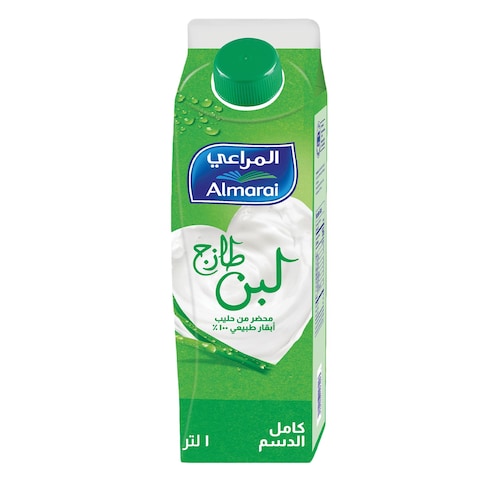 المراعي
Almarai
لبن طازج
محضر من حليب
أبقار طبيعي ١٠٠٪
كامل
الدسم
١ لتر